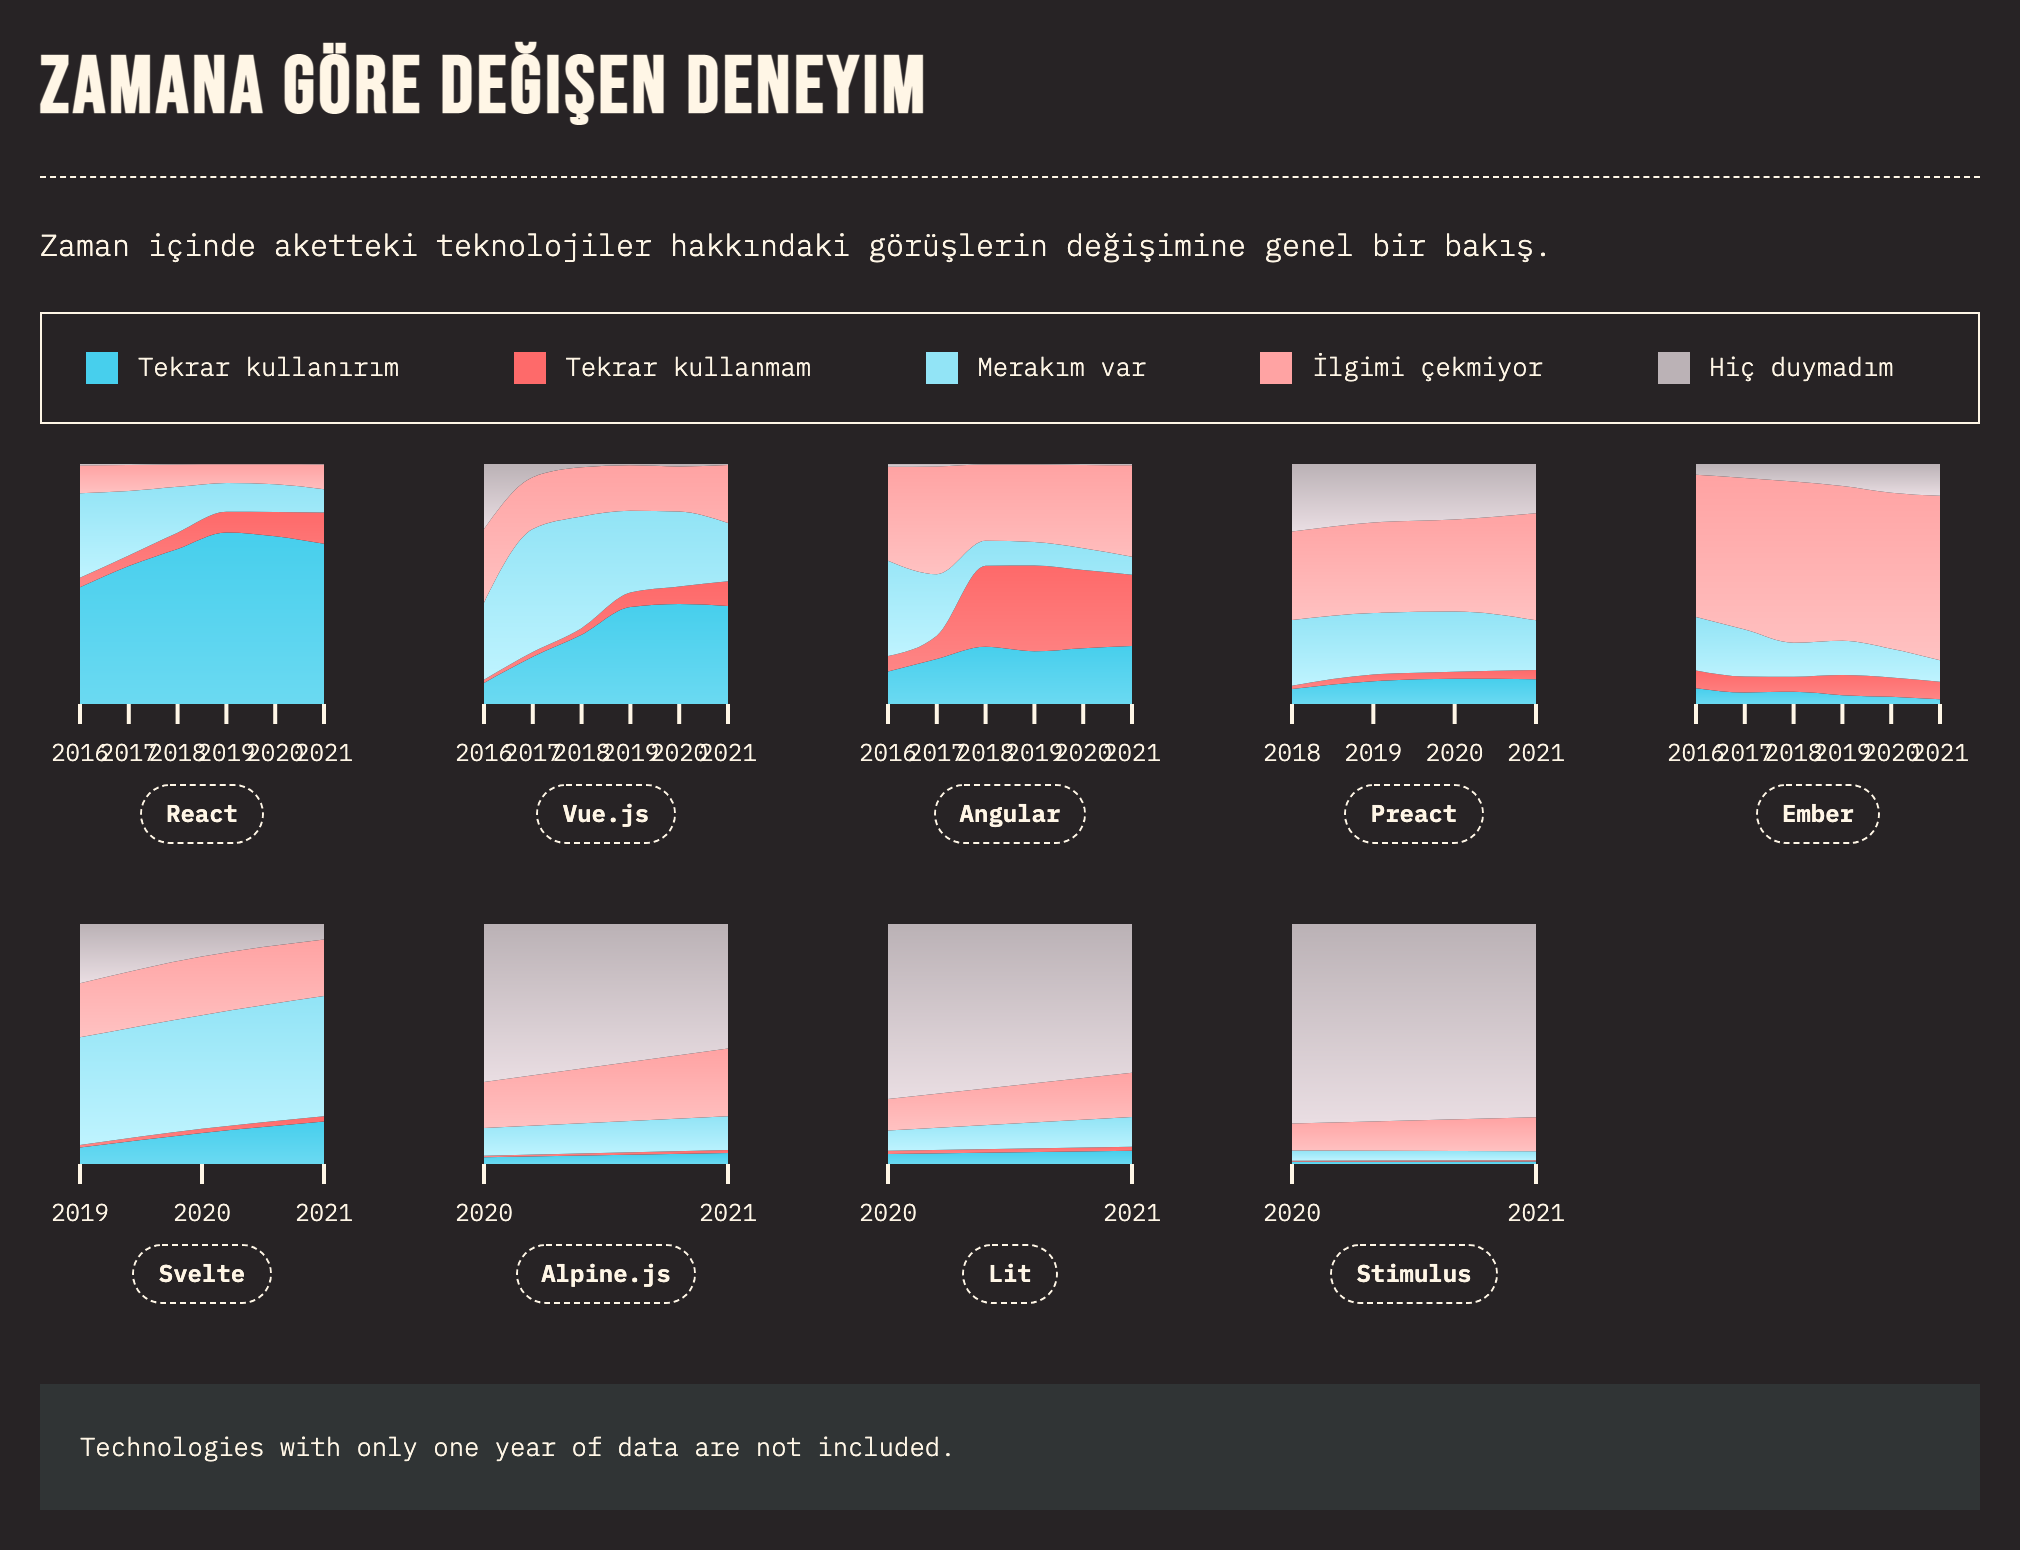 ZAMANA GÖRE DEĞIŞEN DENEYIM
Zaman içinde aketteki teknolojiler hakkındaki görüşlerin değişimine genel bir bakış.
Tekrar kullanırım Tekrar kullanmam Merakım var İlgimi çekmiyor Hiç duymadım
2016 2017 2018 2019 2020 2021 2016 2017 2018 2019 2020 2021 2016 2017 2018 2019 2020 2021 2018 2019 2020 2021 2016 2017 2018 2019 2020 2021
React Vue.js Angular Preact Ember
2019 2020 2021 2020 2021 2020 2021 2020 2021
Svelte Alpine.js Lit Stimulus
Technologies with only one year of data are not included.